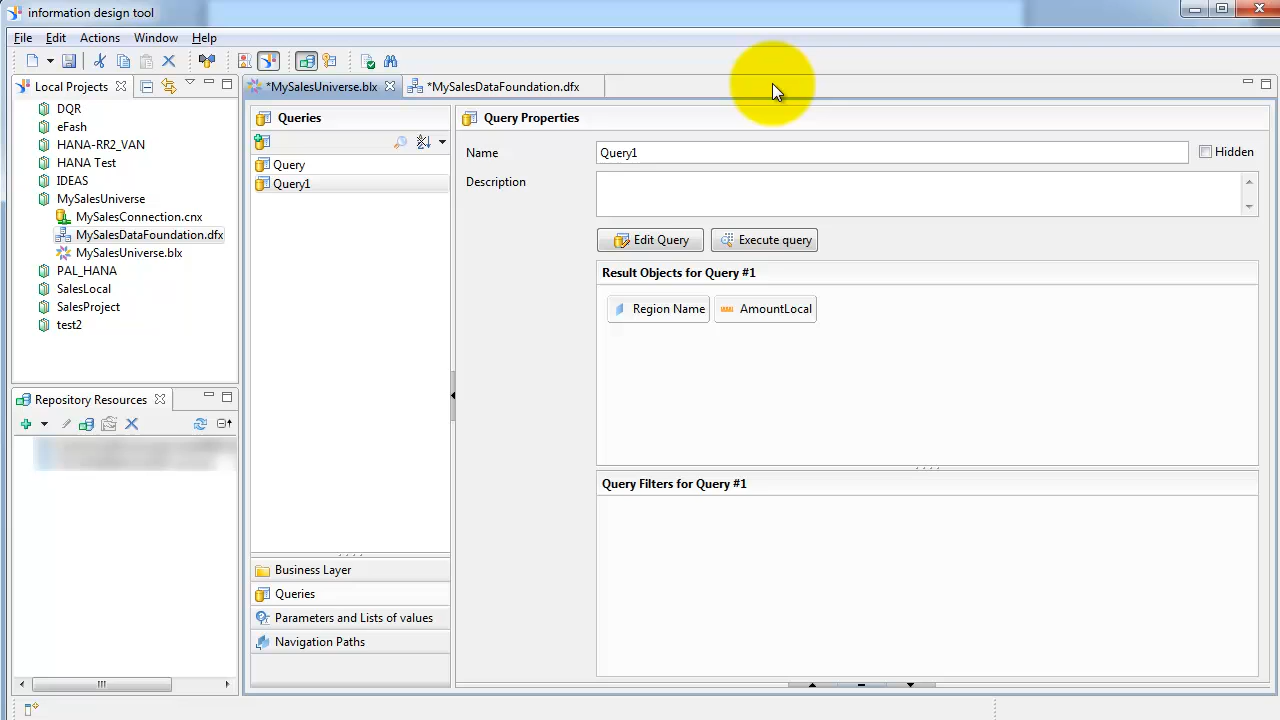 information design tool
File Edit Actions Window Help
Local Projects
*MySalesUniverse.blx
*MySalesDataFoundation.dfx
DQR
eFash
HANA-RR2_VAN
HANA Test
IDEAS
MySalesUniverse
MySalesConnection.cnx
MySalesDataFoundation.dfx
MySalesUniverse.blx
PAL_HANA
SalesLocal
SalesProject
test2
Repository Resources
Queries
Query
Query1
Business Layer
Queries
Parameters and Lists of values
Navigation Paths
Query Properties
Name
Query1
Hidden
Description
Edit Query
Execute query
Result Objects for Query #1
Region Name
AmountLocal
Query Filters for Query #1